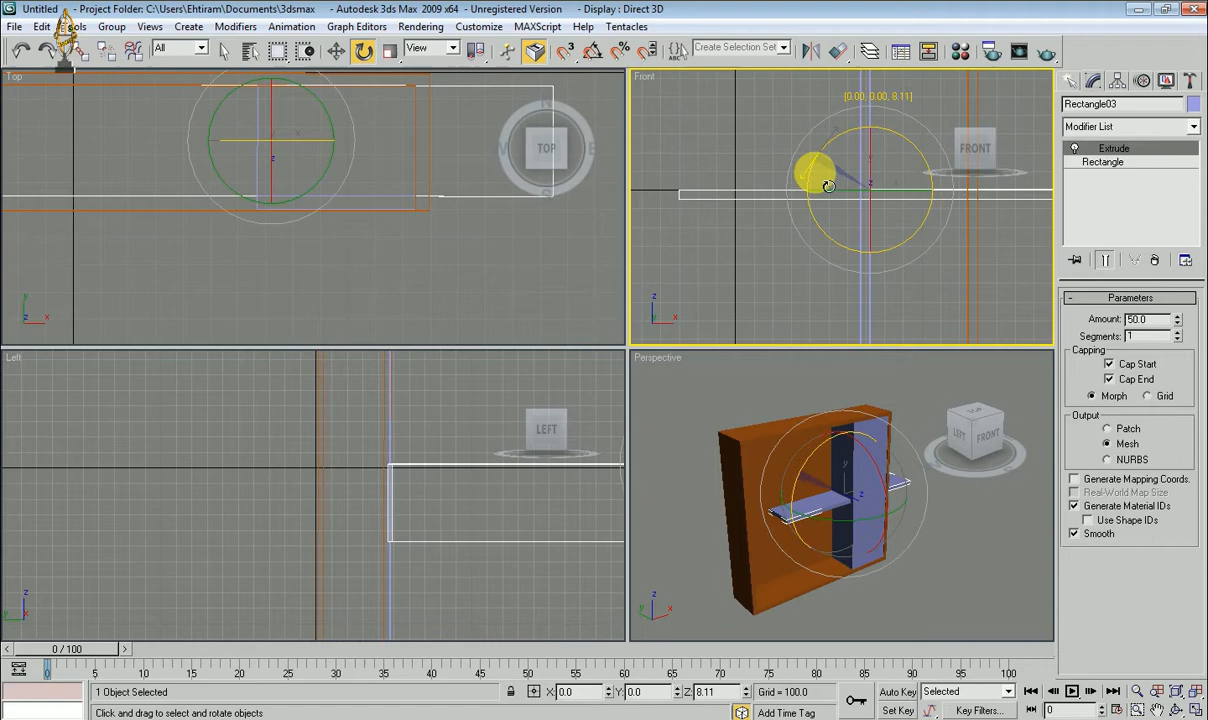 Untitled - Project Folder: C:\Users\Ehtiram\Documents\3dsmax - Autodesk 3ds Max 2009 x64 - Unregistered Version - Display : Direct 3D
File Edit Tools Group Views Create Modifiers Animation Graph Editors Rendering Customize MAXScript Help Tentacles
All View Create Selection Set
Top
TOP
Front
[0.00, 0.00, 8.11]
FRONT
Rectangle03
Modifier List
Extrude
Rectangle
Parameters
Amount: 50.0
Segments: 1
Capping
Cap Start
Cap End
Morph Grid
Output
Patch
Mesh
NURBS
Generate Mapping Coords.
Real-World Map Size
Generate Material IDs
Use Shape IDs
Smooth
Left
LEFT
Perspective
TOP
LEFT FRONT
0 / 100
0 5 10 15 20 25 30 35 40 45 50 55 60 65 70 75 80 85 90 95 100
1 Object Selected X: 0.0 Y: 0.0 Z: 8.11 Grid = 100.0 Auto Key Selected
Click and drag to select and rotate objects Add Time Tag Set Key Key Filters... 0